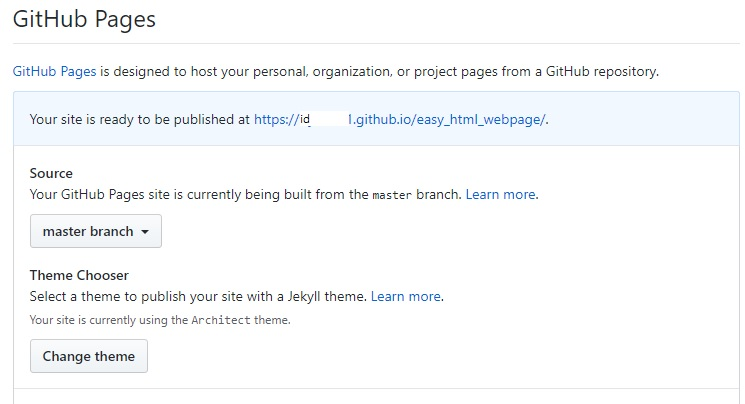 GitHub Pages
GitHub Pages is designed to host your personal, organization, or project pages from a GitHub repository.
Your site is ready to be published at https://id l.github.io/easy_html_webpage/.
Source
Your GitHub Pages site is currently being built from the master branch. Learn more.
master branch
Theme Chooser
Select a theme to publish your site with a Jekyll theme. Learn more.
Your site is currently using the Architect theme.
Change theme